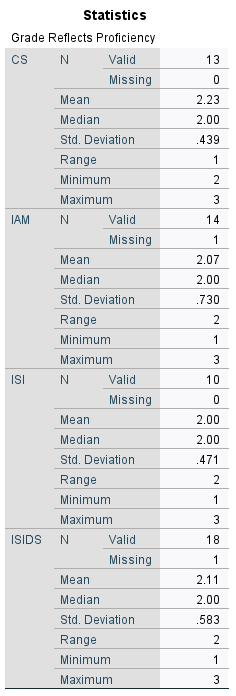 Statistics
Grade Reflects Proficiency
CS N Valid 13
Missing 0
Mean 2.23
Median 2.00
Std. Deviation .439
Range 1
Minimum 2
Maximum 3
IAM N Valid 14
Missing 1
Mean 2.07
Median 2.00
Std. Deviation .730
Range 2
Minimum 1
Maximum 3
ISI N Valid 10
Missing 0
Mean 2.00
Median 2.00
Std. Deviation .471
Range 2
Minimum 1
Maximum 3
ISIDS N Valid 18
Missing 1
Mean 2.11
Median 2.00
Std. Deviation .583
Range 2
Minimum 1
Maximum 3